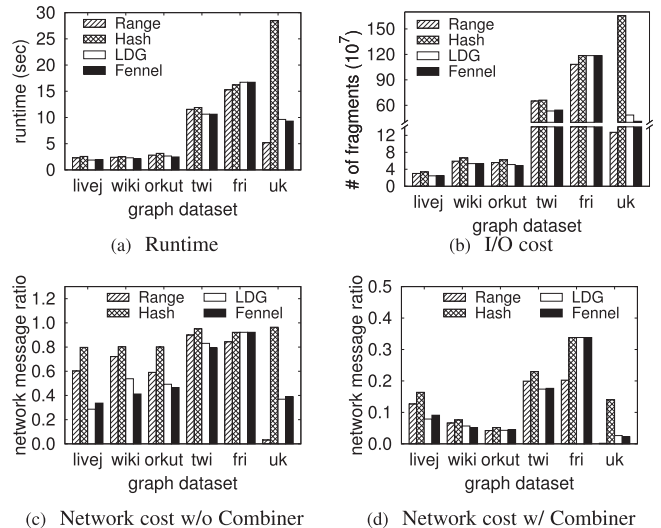 Range
Hash
LDG
Fennel
30
25
20
15
10
5
0
runtime (sec)
livej wiki orkut twi fri uk
graph dataset
(a) Runtime
Range
Hash
LDG
Fennel
150
120
90
60
12
8
4
0
# of fragments (10^7)
livej wiki orkut twi fri uk
graph dataset
(b) I/O cost
Range LDG
Hash Fennel
1.2
1.0
0.8
0.6
0.4
0.2
0.0
network message ratio
livej wiki orkut twi fri uk
graph dataset
(c) Network cost w/o Combiner
Range LDG
Hash Fennel
0.5
0.4
0.3
0.2
0.1
0.0
network message ratio
livej wiki orkut twi fri uk
graph dataset
(d) Network cost w/ Combiner